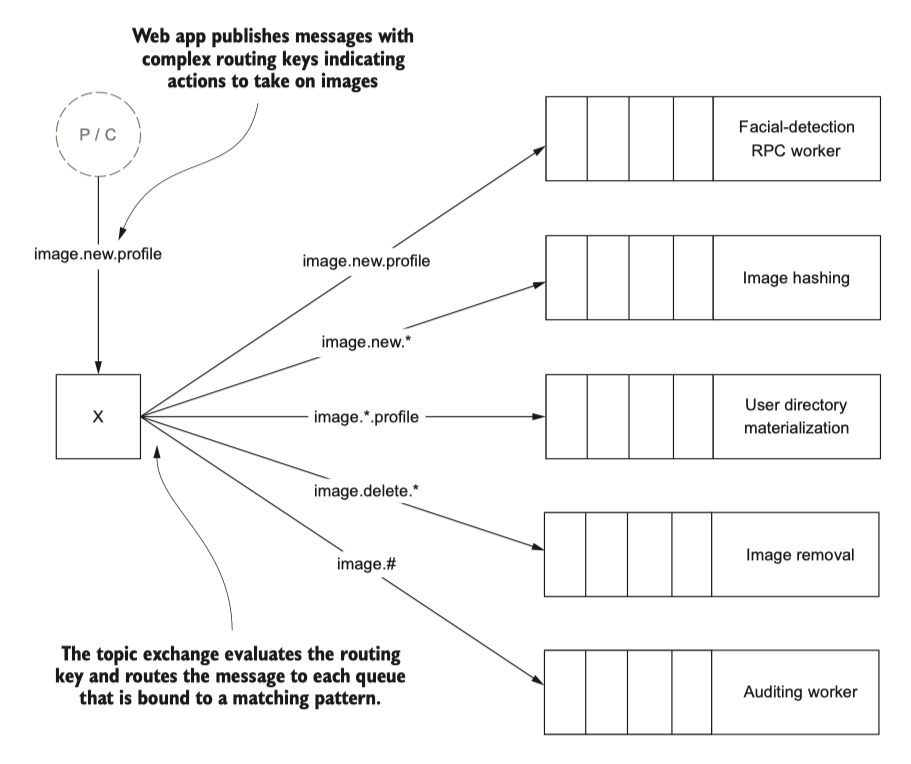 Web app publishes messages with
complex routing keys indicating
actions to take on images
P / C
image.new.profile
X
image.new.profile
image.new.*
image.*.profile
image.delete.*
image.#
Facial-detection
RPC worker
Image hashing
User directory
materialization
Image removal
Auditing worker
The topic exchange evaluates the routing
key and routes the message to each queue
that is bound to a matching pattern.